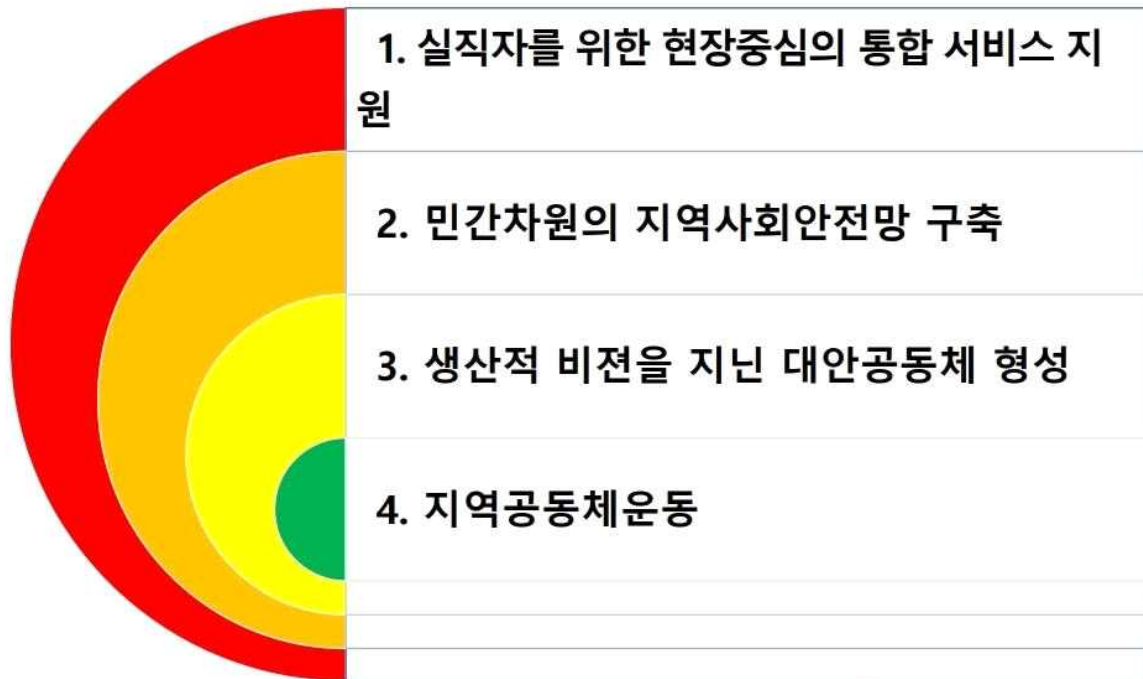 1. 실직자를 위한 현장중심의 통합 서비스 지
원
2. 민간차원의 지역사회안전망 구축
3. 생산적 비젼을 지닌 대안공동체 형성
4. 지역공동체운동